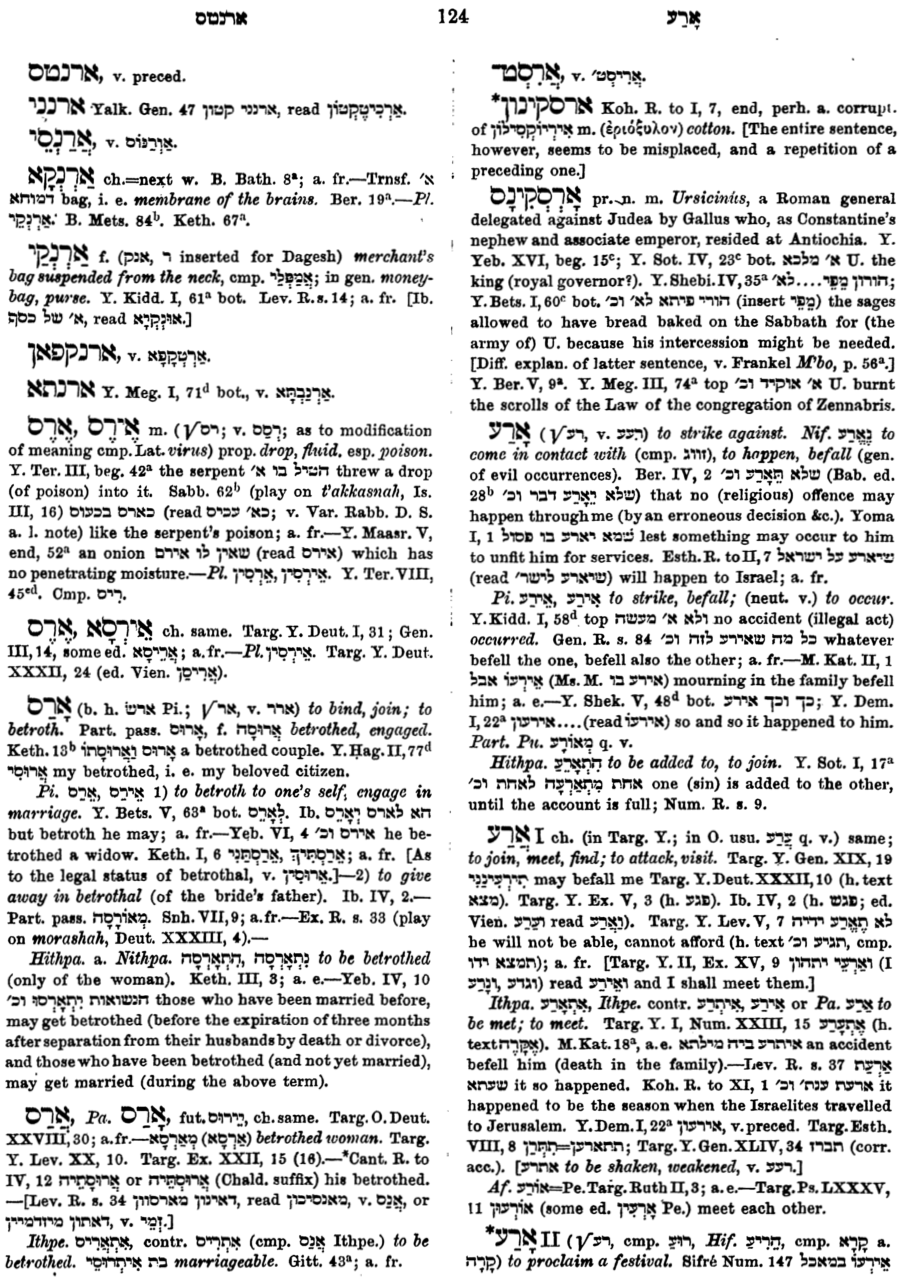 ארנטס 124 אָרַע
ארנטס, v. preced.
ארנני Yalk. Gen. 47 ארנני קטון, read אַרְכִיטֶקְטוֹן.
אֲרַנְסֵי, v. אַוְרַנּוֹס.
אַרְנְקָא ch.=next w. B. Bath. 8ª; a. fr.—Trnsf. א׳
דמוחא bag, i. e. membrane of the brains. Ber. 19ª.—Pl.
אַרְנְקֵי. B. Mets. 84ᵇ. Keth. 67ª.
אַרְנְקִי f. (אנק, ר inserted for Dagesh) merchant's
bag suspended from the neck, cmp. אֲמַפְּלֵי; in gen. money-
bag, purse. Y. Kidd. I, 61ª bot. Lev. R. s. 14; a. fr. [Ib.
א׳ של כסף, read אוּנְקְיָא.]
ארנקפאן, v. אַרְטְקָפָא.
ארנתא Y. Meg. I, 71ᵈ bot., v. אַרְנַבְתָּא.
אֶרֶס, אִירֶס m. (√רס; v. רָסַס; as to modification
of meaning cmp. Lat. virus) prop. drop, fluid, esp. poison.
Y. Ter. III, beg. 42ª the serpent הטיל בו א׳ threw a drop
(of poison) into it. Sabb. 62ᵇ (play on t'akkasnah, Is.
III, 16) כארס בכעוס (read כא׳ עכיס; v. Var. Rabb. D. S.
a. l. note) like the serpent's poison; a. fr.—Y. Maasr. V,
end, 52ª an onion שאין לו אירם (read אירס) which has
no penetrating moisture.—Pl. אֲרָסִין, אֵירָסִין. Y. Ter. VIII,
45ᵉᵈ. Cmp. רִיס.
אֶרֶס, אִירְסָא ch. same. Targ. Y. Deut. I, 31; Gen.
III, 14, some ed. אֲרִיסָא; a. fr.—Pl. אִירְסִין. Targ. Y. Deut.
XXXII, 24 (ed. Vien. אֲרִיסַן).
אָרַס (b. h. ארשׂ Pi.; √אר, v. ארר) to bind, join; to
betroth. Part. pass. אָרוּס, f. אֲרוּסָה betrothed, engaged.
Keth. 13ᵇ אָרוּס וַאֲרוּסָתוֹ a betrothed couple. Y. Ḥag. II, 77ᵈ
אֲרוּסִי my betrothed, i. e. my beloved citizen.
Pi. אֵרַס, אֵירַס 1) to betroth to one's self, engage in
marriage. Y. Bets. V, 63ª bot. לְאָרֵס. Ib. הא לארס וְאָרֵס
but betroth he may; a. fr.—Yeb. VI, 4 אירס וכ׳ he be-
trothed a widow. Keth. I, 6 אֵרַסְתִּיךְ, אֵרַסְתַּנִי; a. fr. [As
to the legal status of betrothal, v. אֵרוּסִין.]—2) to give
away in betrothal (of the bride's father). Ib. IV, 2.—
Part. pass. מְאוֹרָסָה. Snh. VII, 9; a. fr.—Ex. R. s. 33 (play
on morashah, Deut. XXXIII, 4).—
Hithpa. a. Nithpa. נִתְאָרְסָה, הִתְאָרְסָה to be betrothed
(only of the woman). Keth. III, 3; a. e.—Yeb. IV, 10
הנשואות יִתְאָרְסוּ וכ׳ those who have been married before,
may get betrothed (before the expiration of three months
after separation from their husbands by death or divorce),
and those who have been betrothed (and not yet married),
may get married (during the above term).
אֲרַס, Pa. אָרַס, fut. יֵירוּס, ch. same. Targ. O. Deut.
XXVIII, 30; a. fr.—מְאָרְסָא (אַרְסָא) betrothed woman. Targ.
Y. Lev. XX, 10. Targ. Ex. XXII, 15 (16).—*Cant. R. to
IV, 12 אֲרוּסָתֵיהּ or אֲרוּסְתֵּיהּ (Chald. suffix) his betrothed.
—[Lev. R. s. 34 דאינון מארסוון, read מאנסיכון, v. אֲנַס, or
דאתון מיזדמיין, v. זְמֵי.]
Ithpe. אִתְאֲרֵיס, contr. אִתְּרֵיס (cmp. אֲנַס Ithpe.) to be
betrothed. בת אִיתְּרוּסֵי marriageable. Gitt. 43ª; a. fr.
אֲרִסְטד, v. אֲרִיסְט׳.
*ארסקינון Koh. R. to I, 7, end, perh. a. corrupt.
of אִירִיוֹקְסִילוֹן m. (ἐριόξυλον) cotton. [The entire sentence,
however, seems to be misplaced, and a repetition of a
preceding one.]
אֻרְסְקִינָס pr. n. m. Ursicinus, a Roman general
delegated against Judea by Gallus who, as Constantine's
nephew and associate emperor, resided at Antiochia. Y.
Yeb. XVI, beg. 15ᶜ; Y. Sot. IV, 23ᶜ bot. א׳ מלכא U. the
king (royal governor?). Y. Shebi. IV, 35ª הורון מַפֵּי....לא׳;
Y. Bets. I, 60ᶜ bot. הורי פיתא לא׳ וכ׳ (insert מַפֵּי) the sages
allowed to have bread baked on the Sabbath for (the
army of) U. because his intercession might be needed.
[Diff. explan. of latter sentence, v. Frankel M'bo, p. 56ª.]
Y. Ber. V, 9ª. Y. Meg. III, 74ª top א׳ אוקיד וכ׳ U. burnt
the scrolls of the Law of the congregation of Zennabris.
אָרַע (√רע, v. רעע) to strike against. Nif. נֶאֱרַע to
come in contact with (cmp. זווג), to happen, befall (gen.
of evil occurrences). Ber. IV, 2 שלא תֶּאֱרַע וכ׳ (Bab. ed.
28ᵇ שלא יֶאֱרַע דבר וכ׳) that no (religious) offence may
happen through me (by an erroneous decision &c.). Yoma
I, 1 שמא יארע בו פסול lest something may occur to him
to unfit him for services. Esth. R. to II, 7 שיארע על ישראל
(read שיארע לישר׳) will happen to Israel; a. fr.
Pi. אֵירַע, אֵרַע to strike, befall; (neut. v.) to occur.
Y. Kidd. I, 58ᵈ top ולא א׳ מעשה no accident (illegal act)
occurred. Gen. R. s. 84 כל מה שאירע לזה וכ׳ whatever
befell the one, befell also the other; a. fr.—M. Kat. II, 1
אֵירְעוֹ אבל (Ms. M. אירע בו) mourning in the family befell
him; a. e.—Y. Shek. V, 48ᵈ bot. כך וכך אירע; Y. Dem.
I, 22ª אירעון....(read אירעו) so and so it happened to him.
Part. Pu. מְאוֹרָע q. v.
Hithpa. הִתְאָרַע to be added to, to join. Y. Sot. I, 17ª
אחת מִתְאָרְעָה לאחת וכ׳ one (sin) is added to the other,
until the account is full; Num. R. s. 9.
אֲרַע I ch. (in Targ. Y.; in O. usu. עֲרַע q. v.) same;
to join, meet, find; to attack, visit. Targ. Y. Gen. XIX, 19
תִּירְעִינַנִי may befall me Targ. Y. Deut. XXXII, 10 (h. text
מצא). Targ. Y. Ex. V, 3 (h. פגע). Ib. IV, 2 (h. פגש; ed.
Vien. וערע read וַאֲרַע). Targ. Y. Lev. V, 7 לא תֶאֱרַע ידיה
he will not be able, cannot afford (h. text תגיע וכ׳, cmp.
תמצא ידו); a. fr. [Targ. Y. II, Ex. XV, 9 וארעי יתהון (I
וגדע, וְנָרַע) read ואירע and I shall meet them.]
Ithpa. אִתְאָרַע, Ithpe. contr. אִיתְּרַע, אִירַע or Pa. אָרַע to
be met; to meet. Targ. Y. I, Num. XXIII, 15 אֶתְעָרַע (h.
text אִקָּרֶה). M. Kat. 18ª, a. e. איתרע ביה מילתא an accident
befell him (death in the family).—Lev. R. s. 37 אַרְעַת
שעתא it so happened. Koh. R. to XI, 1 ארעת ענת׳ וכ׳ it
happened to be the season when the Israelites travelled
to Jerusalem. Y. Dem. I, 22ª אירעון, v. preced. Targ. Esth.
VIII, 8 תתארען=תִּתְּרַן; Targ. Y. Gen. XLIV, 34 תברו (corr.
acc.). [אתרע to be shaken, weakened, v. רעע.]
Af. אוֹרַע=Pe. Targ. Ruth II, 3; a. e.—Targ. Ps. LXXXV,
11 אוֹרְעוּן (some ed. אָרְעִין Pe.) meet each other.
*אֲרַע II (√רע, cmp. רוּעַ, Hif. הֵרִיעַ, cmp. קָרָא a.
קָרָה) to proclaim a festival. Sifré Num. 147 אֵירְעוֹ במאכל